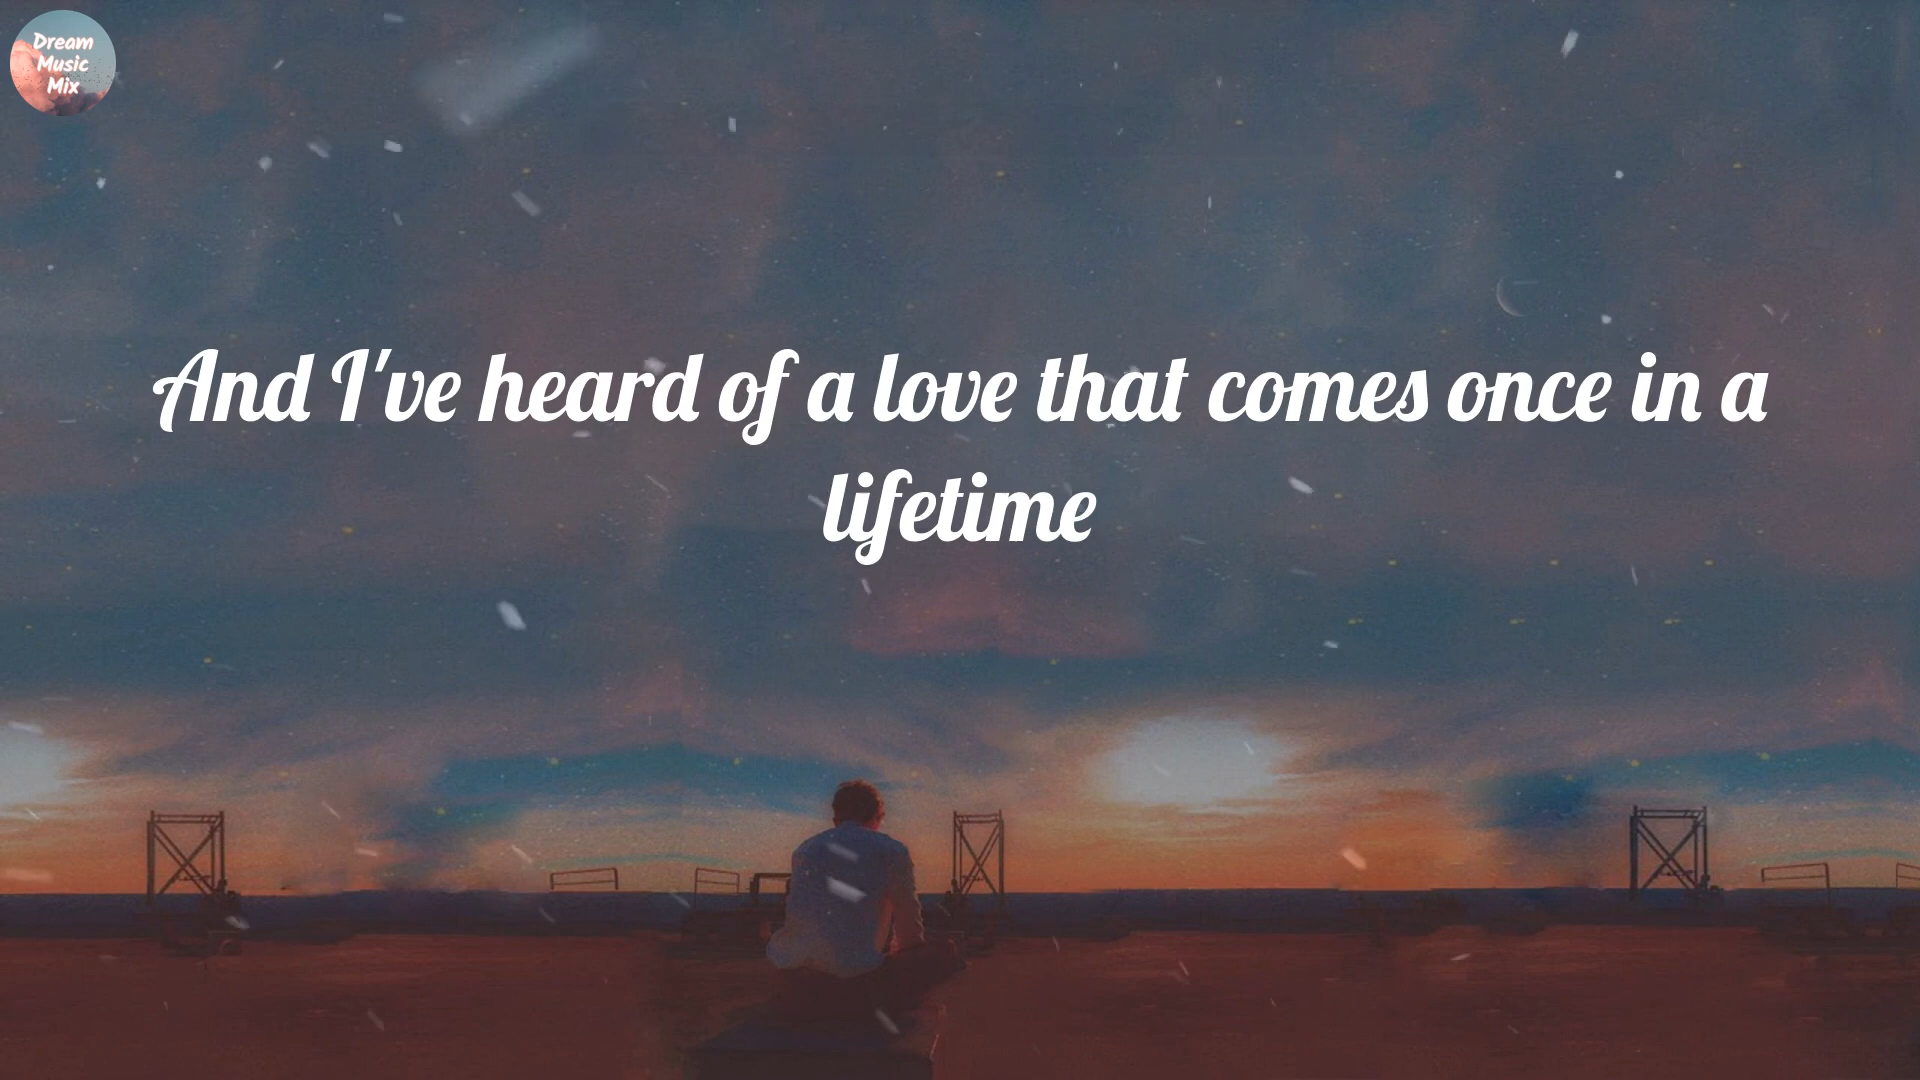 Dream
Music
Mix
And I've heard of a love that comes once in a
lifetime